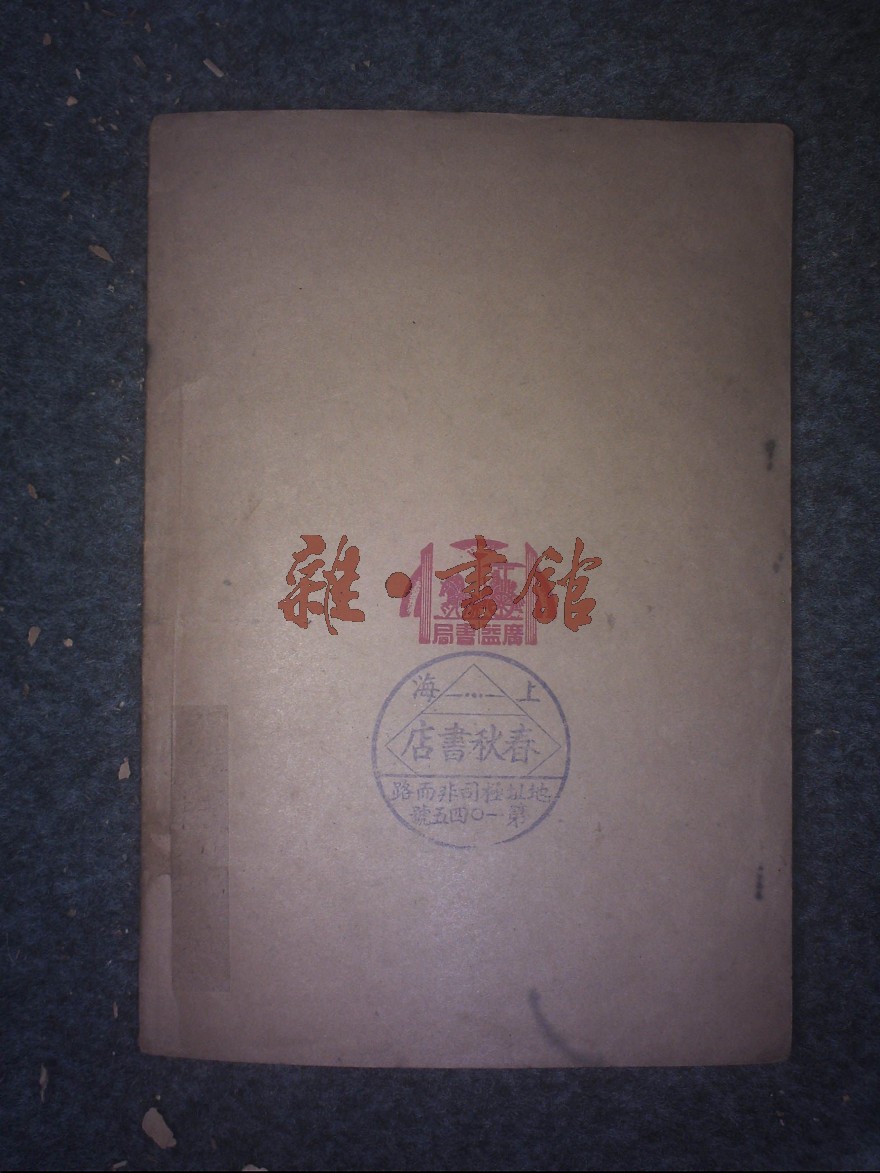 雜·書館
廣益書局
上海
春秋書店
地址極司非而路
第一〇四五號